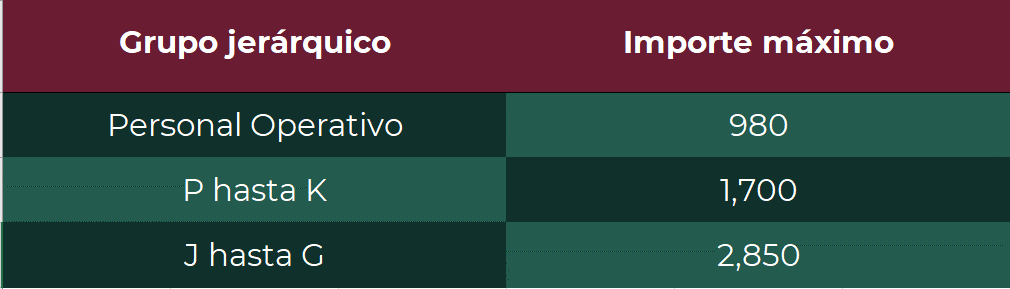 Grupo jerárquico Importe máximo
Personal Operativo 980
P hasta K 1,700
J hasta G 2,850